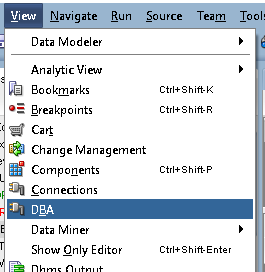 View Navigate Run Source Team Tools
Data Modeler
Analytic View
Bookmarks Ctrl+Shift-K
Breakpoints Ctrl+Shift-R
Cart
Change Management
Components Ctrl+Shift-P
Connections
DBA
Data Miner
Show Only Editor Ctrl+Shift-Enter
Dbms Output